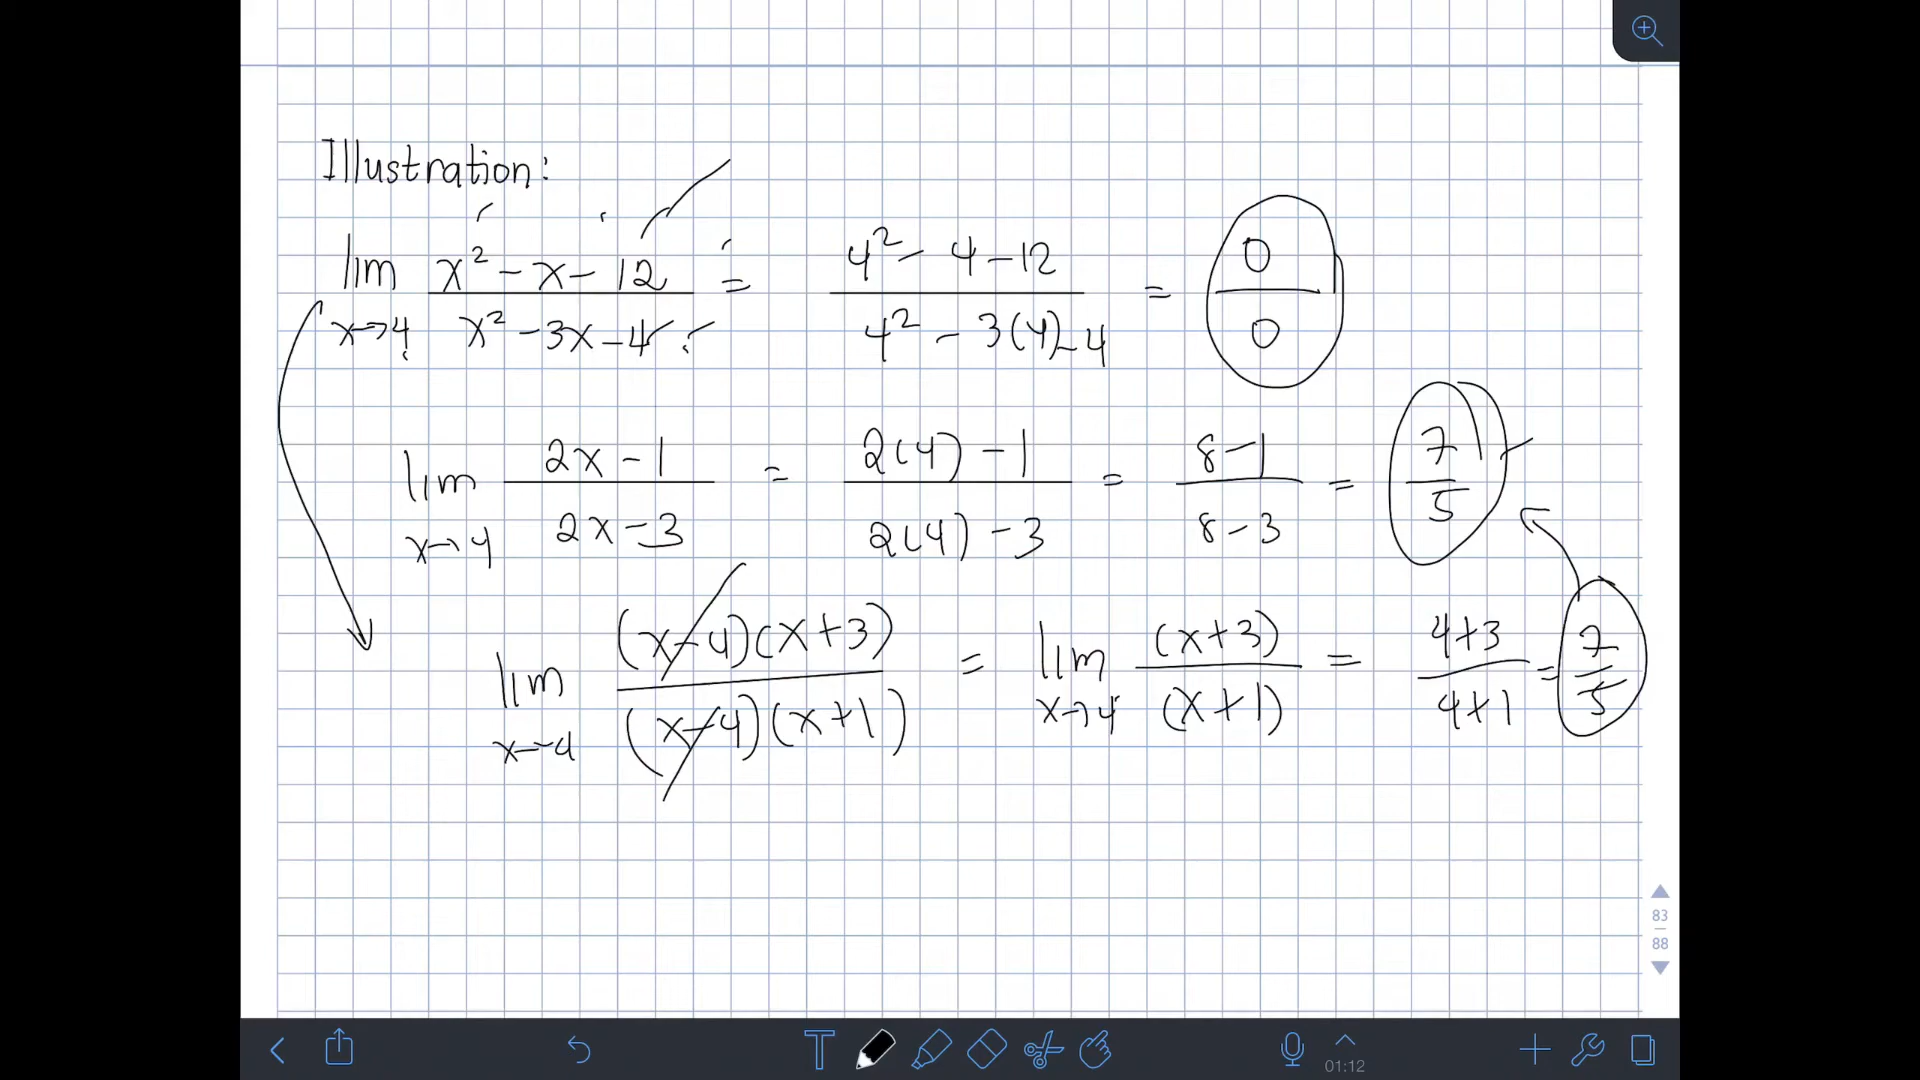 Illustration:
lim x→4 (x² - x - 12)/(x² - 3x - 4) = (4² - 4 - 12)/(4² - 3(4) - 4) = 0/0
lim x→4 (2x - 1)/(2x - 3) = (2(4) - 1)/(2(4) - 3) = (8 - 1)/(8 - 3) = 7/5
lim x→4 ((x-4)(x+3))/((x-4)(x+1)) = lim x→4 (x+3)/(x+1) = (4+3)/(4+1) = 7/5
83
88
T
01:12